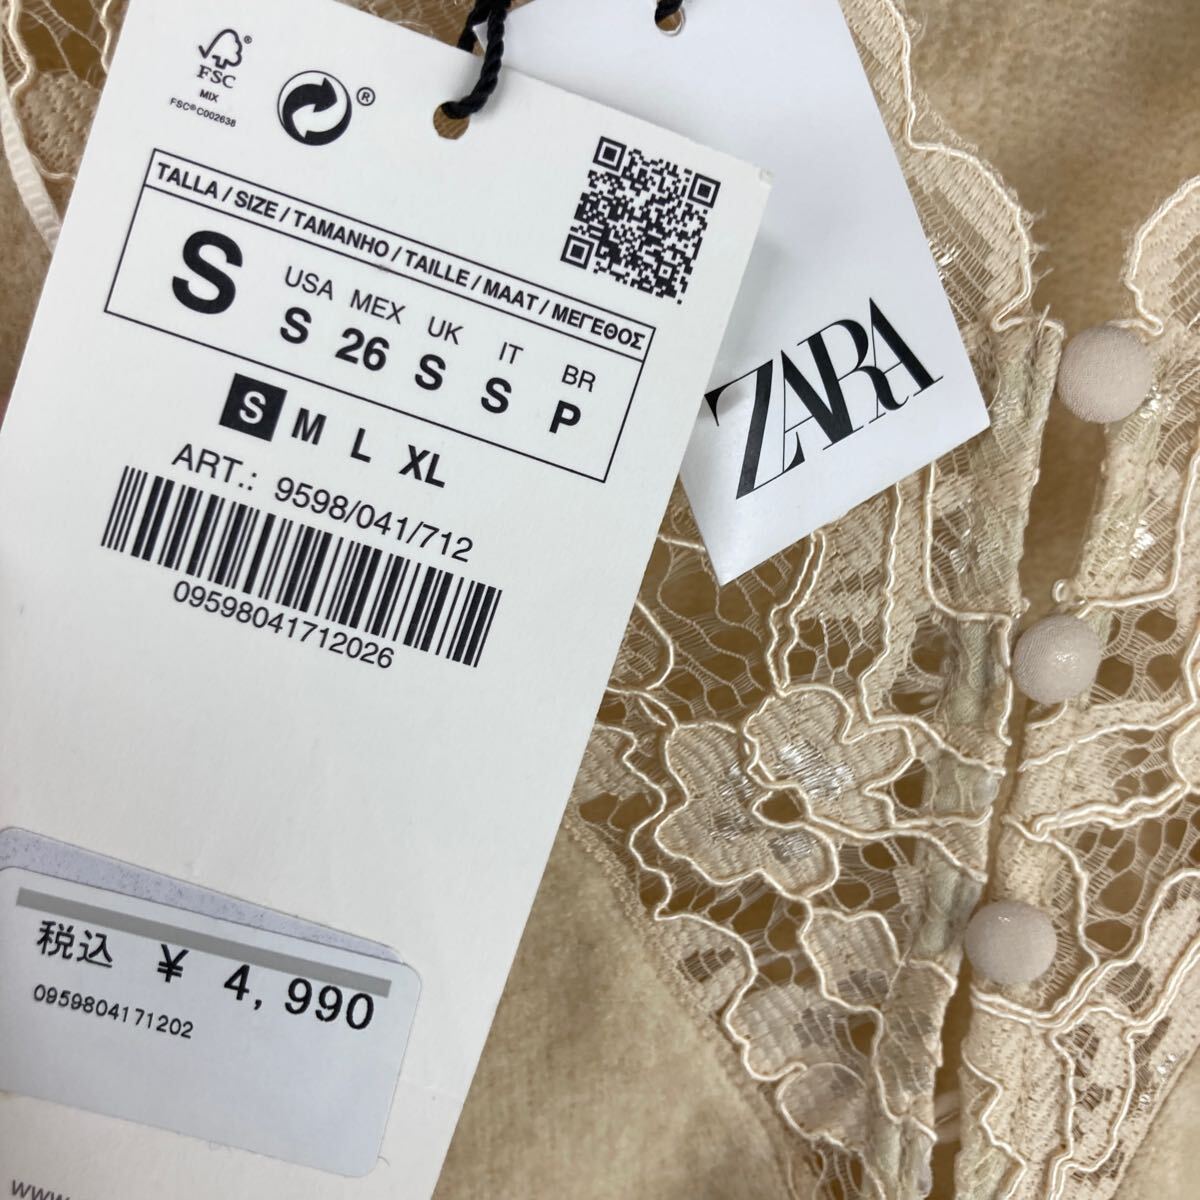 FSC®
MIX
FSC® C002638
®
TALLA / SIZE / TAMANHO / TAILLE / MAAT / ΜΕΓΕΘΟΣ
S
USA MEX UK IT BR
S 26 S S P
S M L XL
ART.: 9598/041/712
09598041712026
ZARA
税込 ¥ 4,990
0959804171202
www.